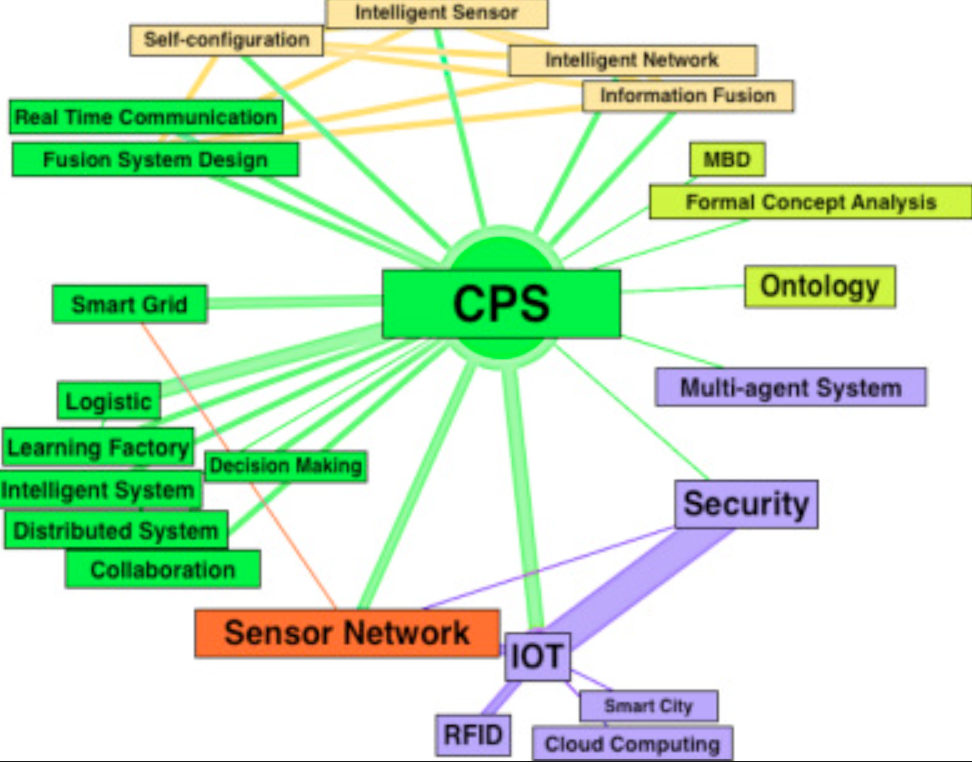 Intelligent Sensor
Self-configuration
Intelligent Network
Information Fusion
Real Time Communication
Fusion System Design
MBD
Formal Concept Analysis
Ontology
CPS
Smart Grid
Multi-agent System
Logistic
Learning Factory
Decision Making
Intelligent System
Security
Distributed System
Collaboration
Sensor Network
IOT
Smart City
RFID
Cloud Computing